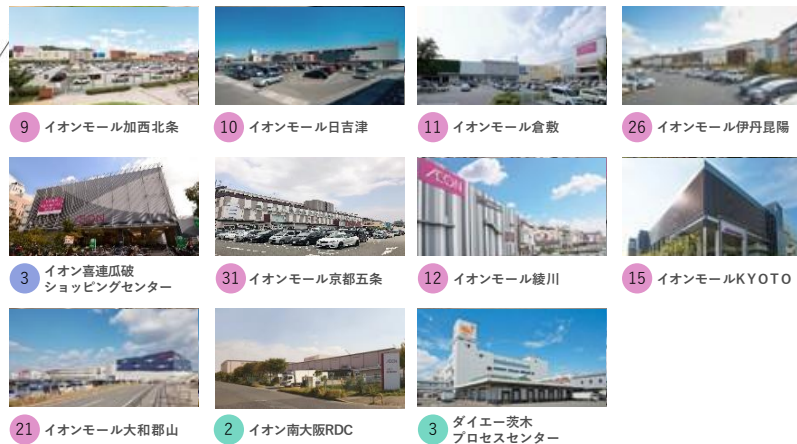 9 イオンモール加西北条
10 イオンモール日吉津
11 イオンモール倉敷
26 イオンモール伊丹昆陽
ÆON
3 イオン喜連瓜破
ショッピングセンター
31 イオンモール京都五条
ÆON
12 イオンモール綾川
15 イオンモールKYOTO
21 イオンモール大和郡山
2 イオン南大阪RDC
3 ダイエー茨木
プロセスセンター